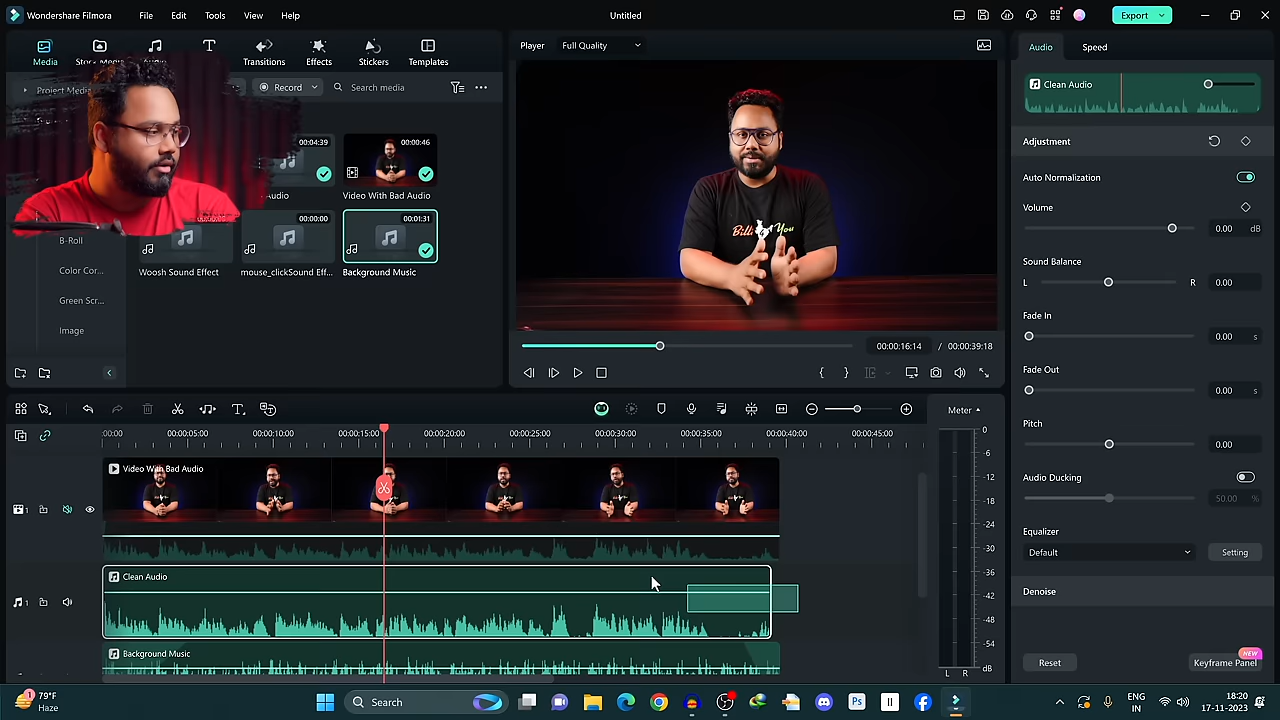 Wondershare Filmora
File
Edit
Tools
View
Help
Untitled
Export
Media
Audio
Transitions
Effects
Stickers
Templates
Player
Full Quality
Audio
Speed
Project Media
Record
Search media
Clean Audio
00:04:39
00:00:46
Audio
Video With Bad Audio
00:00:00
00:01:31
Woosh Sound Effect
mouse_clickSound Eff...
Background Music
B-Roll
Color Cor...
Green Scr...
Image
Adjustment
Auto Normalization
Volume
0.00
dB
Sound Balance
L
R
0.00
Fade In
0.00
s
Fade Out
0.00
s
Pitch
0.00
Audio Ducking
50.00
%
Equalizer
Default
Setting
Denoise
NEW
Reset
Keyframe Panel
00:00:16:14
/
00:00:39:18
Meter
:00:00
00:00:05:00
00:00:10:00
00:00:15:00
00:00:20:00
00:00:25:00
00:00:30:00
00:00:35:00
00:00:40:00
00:00:45:00
Video With Bad Audio
1
Clean Audio
1
Background Music
0
-6
-12
-18
-24
-30
-36
-42
-48
-54
dB
L R
1
79°F
Haze
Search
Ps
ENG
IN
18:20
17-11-2023